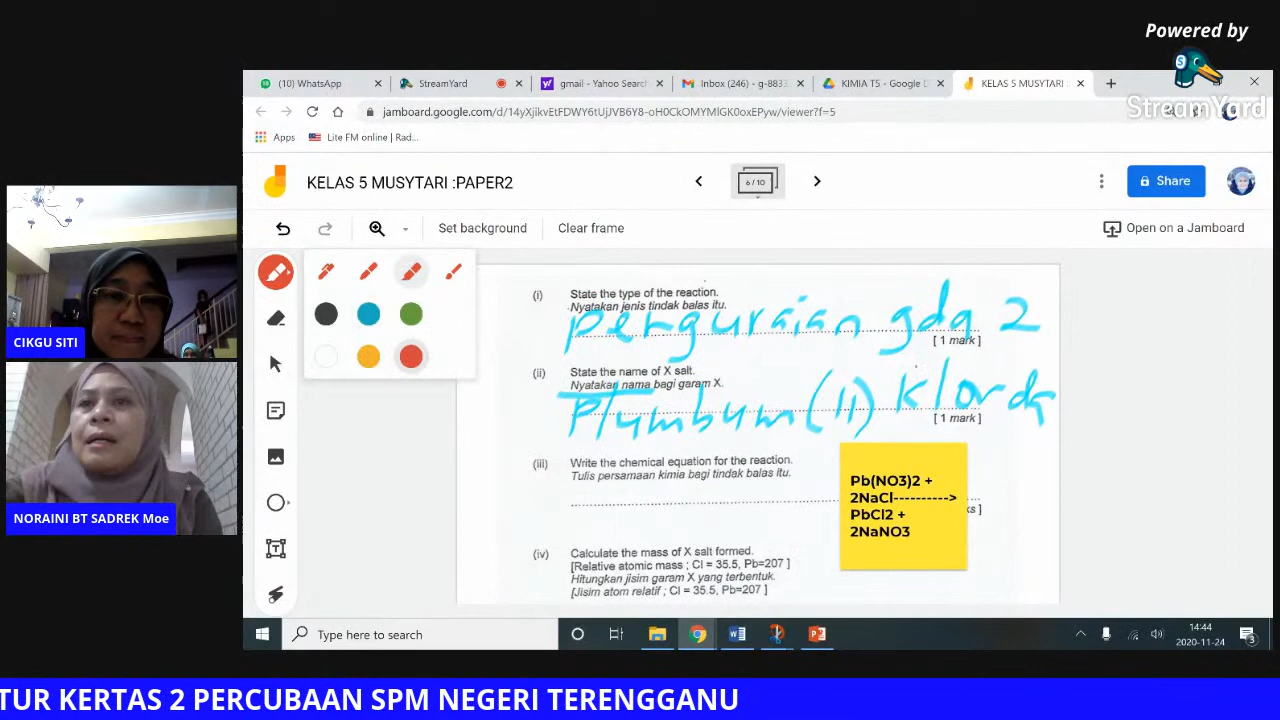 Powered by
StreamYard
(10) WhatsApp
StreamYard
gmail - Yahoo Search
Inbox (246) - g-8833
KIMIA T5 - Google D
KELAS 5 MUSYTARI :
jamboard.google.com/d/14yXjikvEtFDWY6tUjJVB6Y8-oH0CkOMYMlGK0oxEPyw/viewer?f=5
Apps
Lite FM online | Rad...
KELAS 5 MUSYTARI :PAPER2
6 / 10
Share
Set background
Clear frame
Open on a Jamboard
(i) State the type of the reaction.
Nyatakan jenis tindak balas itu.
Penguraian gda 2
[ 1 mark ]
(ii) State the name of X salt.
Nyatakan nama bagi garam X.
Plumbum (II) klorda
[ 1 mark ]
(iii) Write the chemical equation for the reaction.
Tulis persamaan kimia bagi tindak balas itu.
ks ]
Pb(NO3)2 +
2NaCl---------->
PbCl2 +
2NaNO3
(iv) Calculate the mass of X salt formed.
[Relative atomic mass ; Cl = 35.5, Pb=207 ]
Hitungkan jisim garam X yang terbentuk.
[Jisim atom relatif ; Cl = 35.5, Pb=207 ]
CIKGU SITI
NORAINI BT SADREK Moe
Type here to search
14:44
2020-11-24
3
TUR KERTAS 2 PERCUBAAN SPM NEGERI TERENGGANU